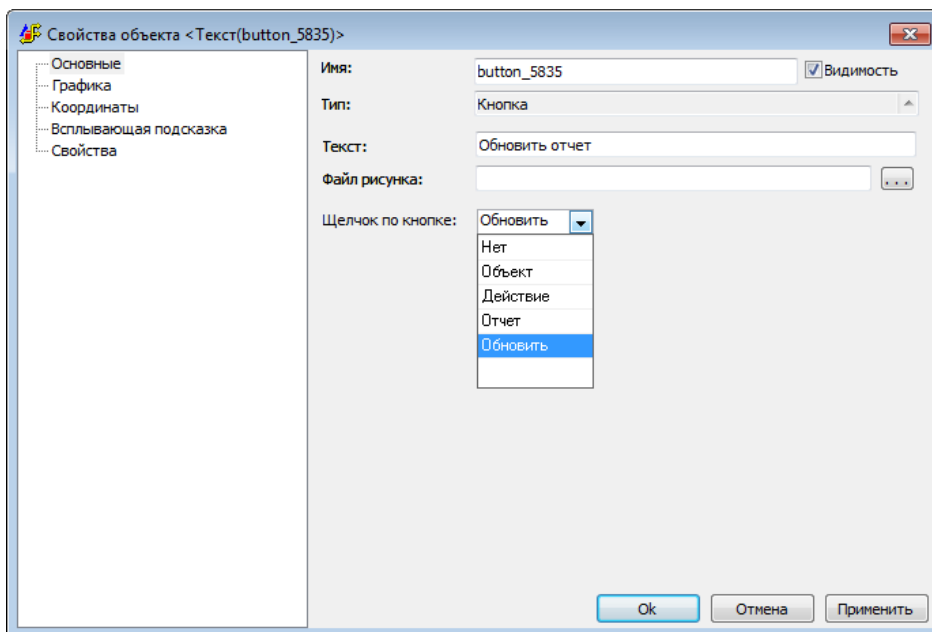 Свойства объекта <Текст(button_5835)>
Основные
Графика
Координаты
Всплывающая подсказка
Свойства
Имя: button_5835 Видимость
Тип: Кнопка
Текст: Обновить отчет
Файл рисунка: ...
Щелчок по кнопке: Обновить
Нет
Объект
Действие
Отчет
Обновить
Ok Отмена Применить